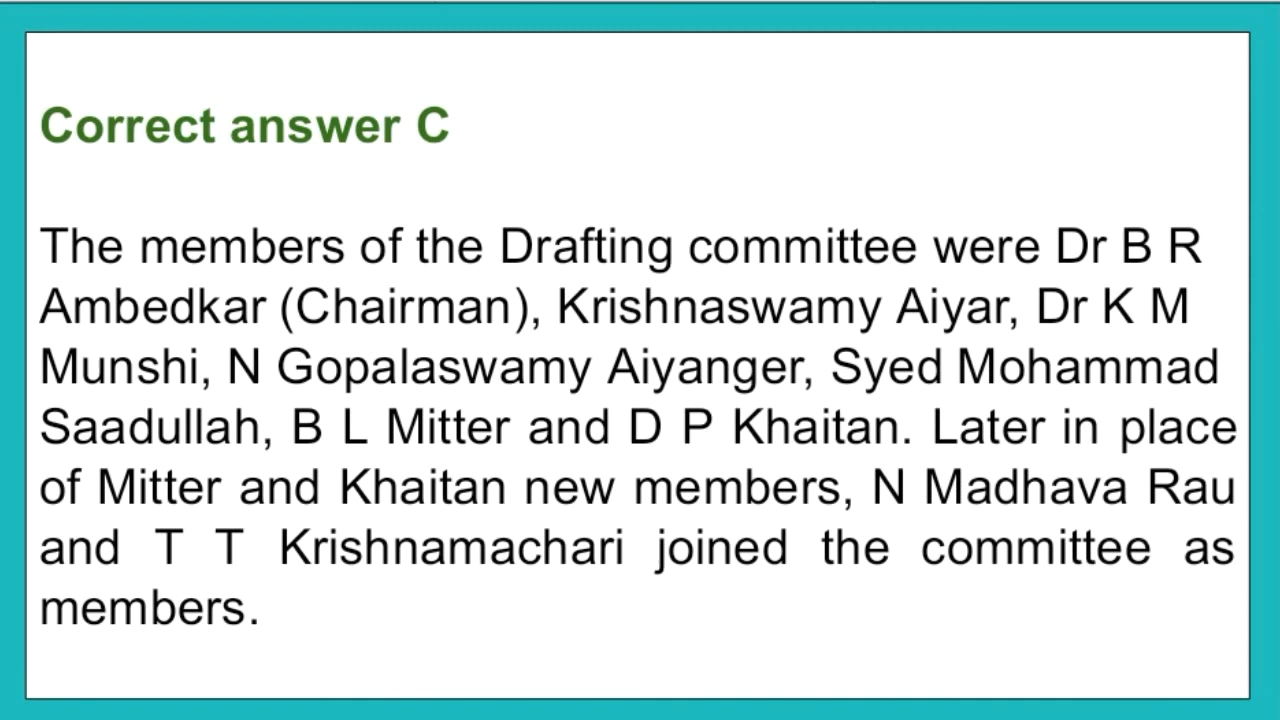 Correct answer C
The members of the Drafting committee were Dr B R
Ambedkar (Chairman), Krishnaswamy Aiyar, Dr K M
Munshi, N Gopalaswamy Aiyanger, Syed Mohammad
Saadullah, B L Mitter and D P Khaitan. Later in place
of Mitter and Khaitan new members, N Madhava Rau
and T T Krishnamachari joined the committee as
members.